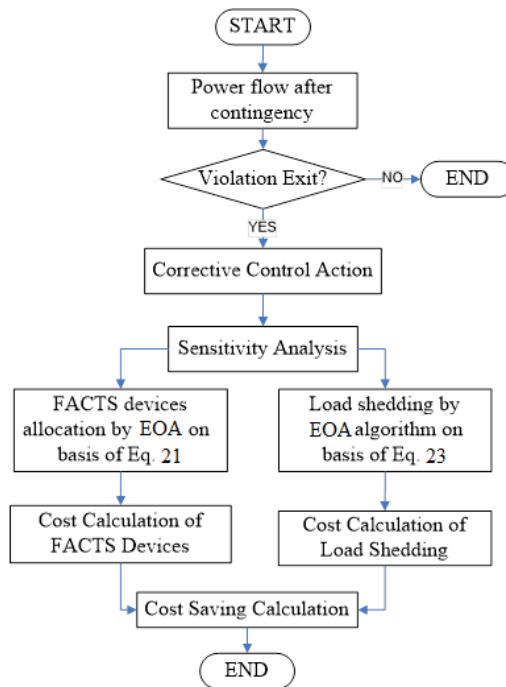 START
Power flow after
contingency
Violation Exit?
NO
END
YES
Corrective Control Action
Sensitivity Analysis
FACTS devices
allocation by EOA on
basis of Eq. 21
Load shedding by
EOA algorithm on
basis of Eq. 23
Cost Calculation of
FACTS Devices
Cost Calculation of
Load Shedding
Cost Saving Calculation
END